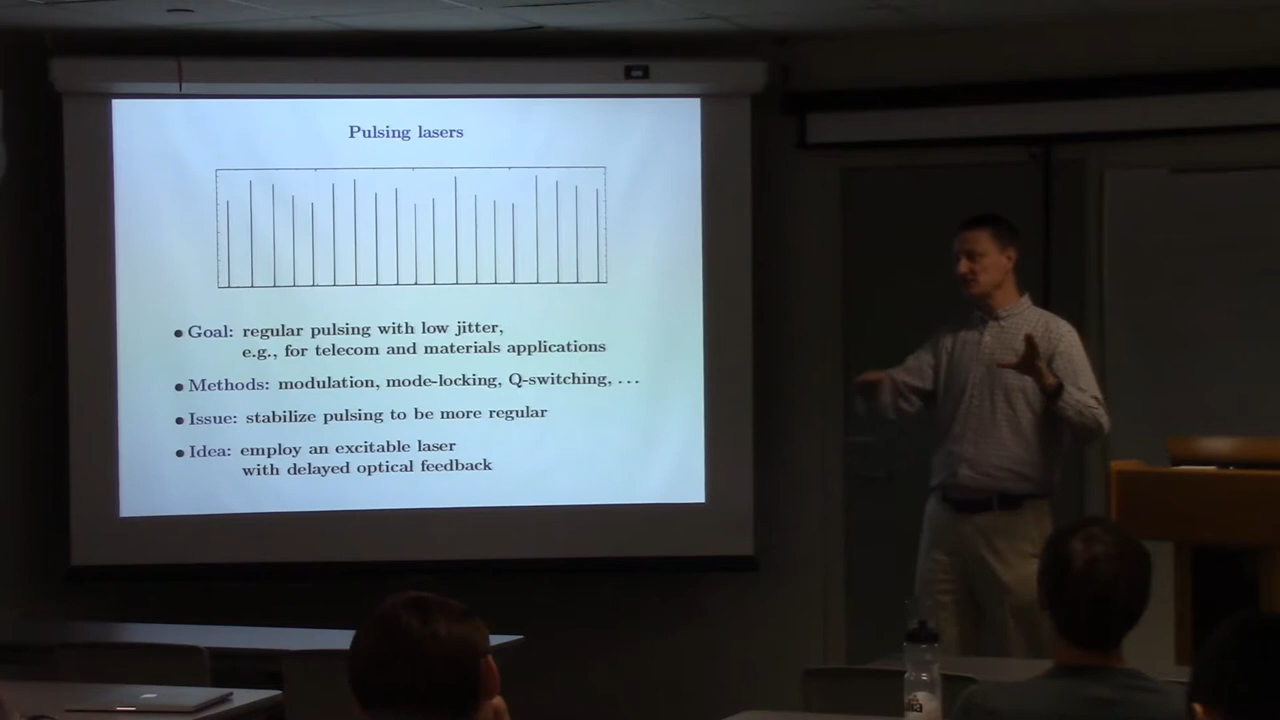 Pulsing lasers
• Goal: regular pulsing with low jitter,
e.g., for telecom and materials applications
• Methods: modulation, mode-locking, Q-switching, ...
• Issue: stabilize pulsing to be more regular
• Idea: employ an excitable laser
with delayed optical feedback